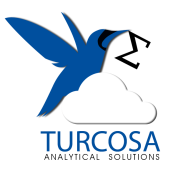 Σ
TURCOSA
ANALYTICAL SOLUTIONS